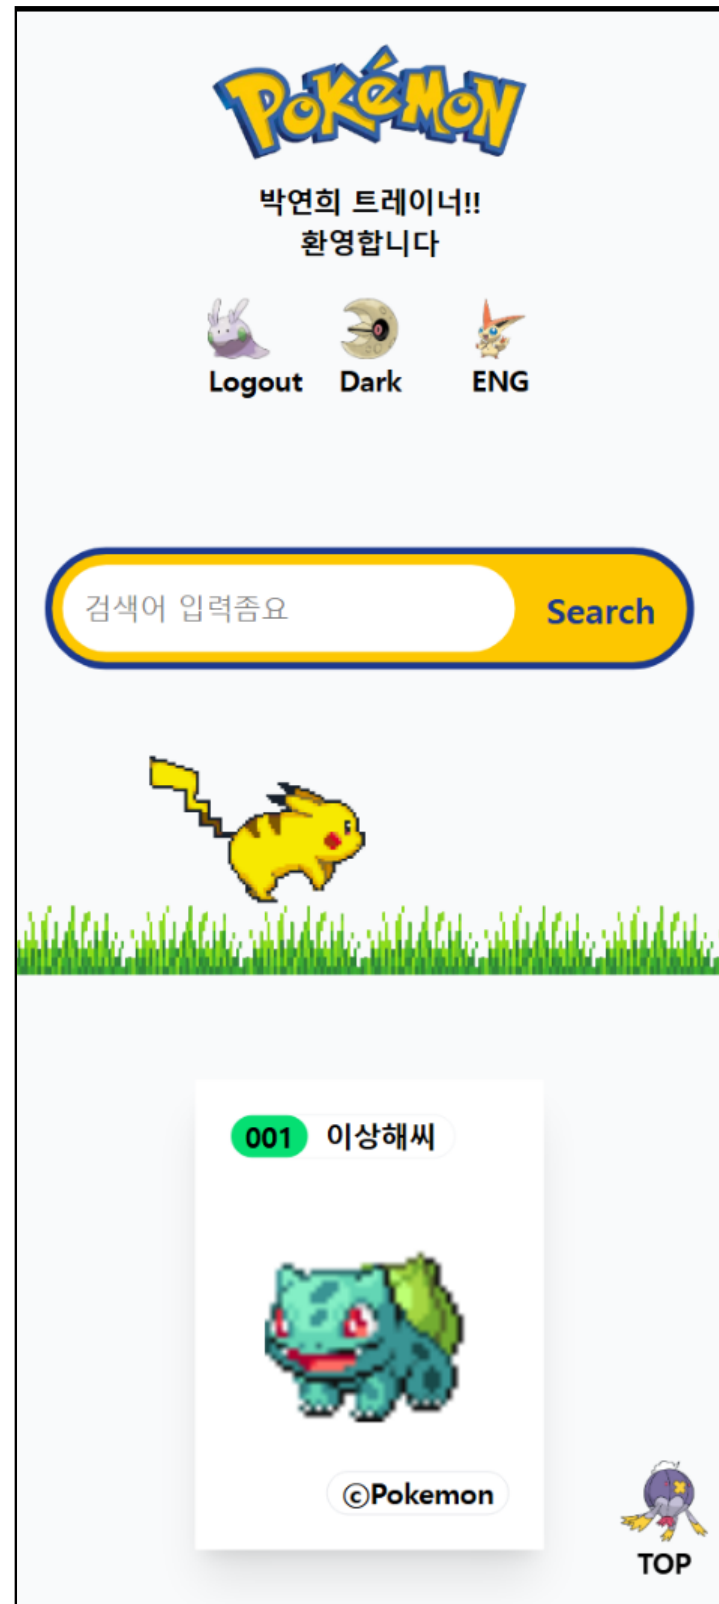 POKéMON
박연희 트레이너!!
환영합니다
Logout Dark ENG
검색어 입력좀요 Search
001 이상해씨
ⓒPokemon
TOP